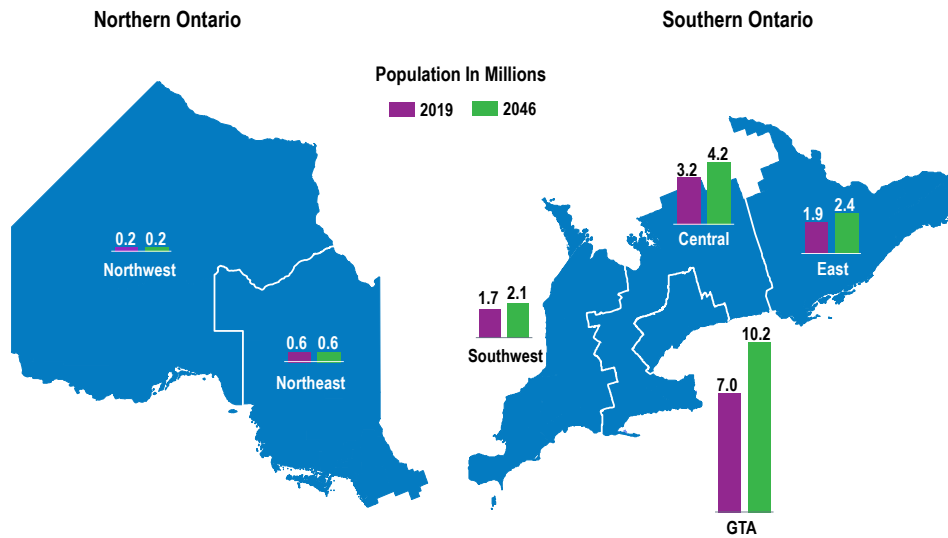 Northern Ontario
Southern Ontario
Population In Millions
2019 2046
0.2 0.2
Northwest
0.6 0.6
Northeast
3.2 4.2
Central
1.9 2.4
East
1.7 2.1
Southwest
7.0 10.2
GTA